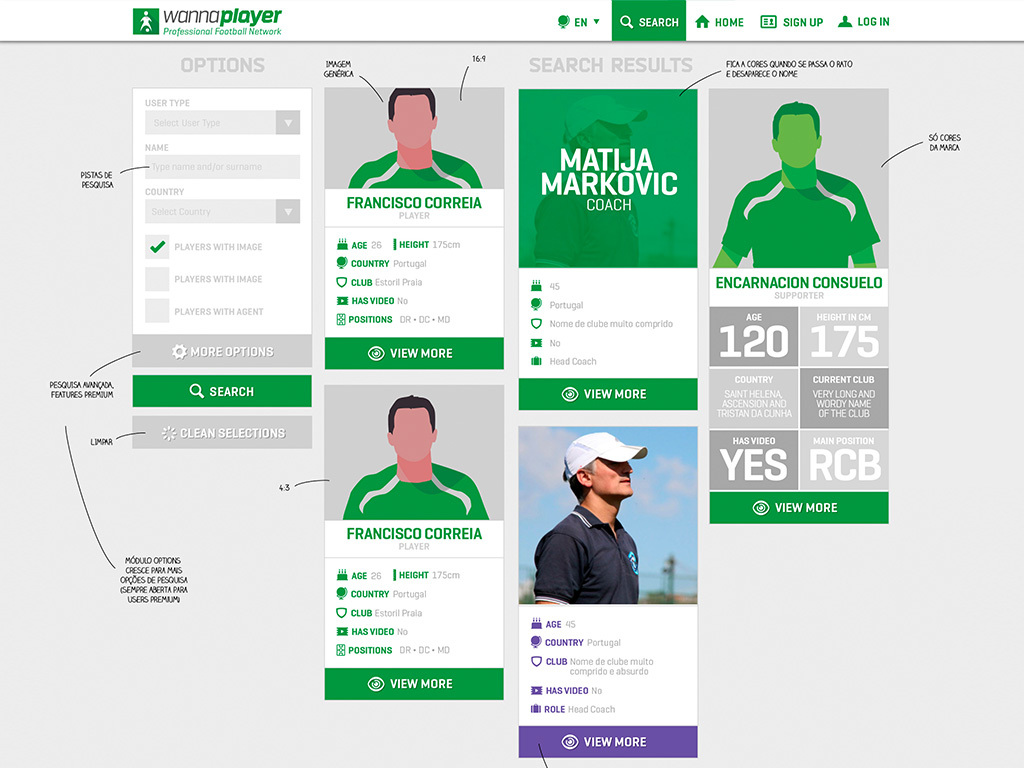 wannaplayer
Professional Football Network
EN
SEARCH
HOME
SIGN UP
LOG IN
OPTIONS
USER TYPE
Select User Type
NAME
Type name and/or surname
COUNTRY
Select Country
PLAYERS WITH IMAGE
PLAYERS WITH IMAGE
PLAYERS WITH AGENT
MORE OPTIONS
SEARCH
CLEAN SELECTIONS
PISTAS DE
PESQUISA
PESQUISA AVANÇADA,
FEATURES PREMIUM
LIMPAR
MÓDULO OPTIONS
CRESCE PARA MAIS
OPÇÕES DE PESQUISA
(SEMPRE ABERTA PARA
USERS PREMIUM)
IMAGEM
GENÉRICA
16:9
FRANCISCO CORREIA
PLAYER
AGE 26 HEIGHT 175cm
COUNTRY Portugal
CLUB Estoril Praia
HAS VIDEO No
POSITIONS DR • DC • MD
VIEW MORE
4:3
FRANCISCO CORREIA
PLAYER
AGE 26 HEIGHT 175cm
COUNTRY Portugal
CLUB Estoril Praia
HAS VIDEO No
POSITIONS DR • DC • MD
VIEW MORE
SEARCH RESULTS
FICA A CORES QUANDO SE PASSA O RATO
E DESAPARECE O NOME
MATIJA
MARKOVIC
COACH
45
Portugal
Nome de clube muito comprido
No
Head Coach
VIEW MORE
AGE 45
COUNTRY Portugal
CLUB Nome de clube muito
comprido e absurdo
HAS VIDEO No
ROLE Head Coach
VIEW MORE
SÓ CORES
DA MARCA
ENCARNACION CONSUELO
SUPPORTER
AGE
120
HEIGHT IN CM
175
COUNTRY
SAINT HELENA,
ASCENSION AND
TRISTAN DA CUNHA
CURRENT CLUB
VERY LONG AND
WORDY NAME
OF THE CLUB
HAS VIDEO
YES
MAIN POSITION
RCB
VIEW MORE